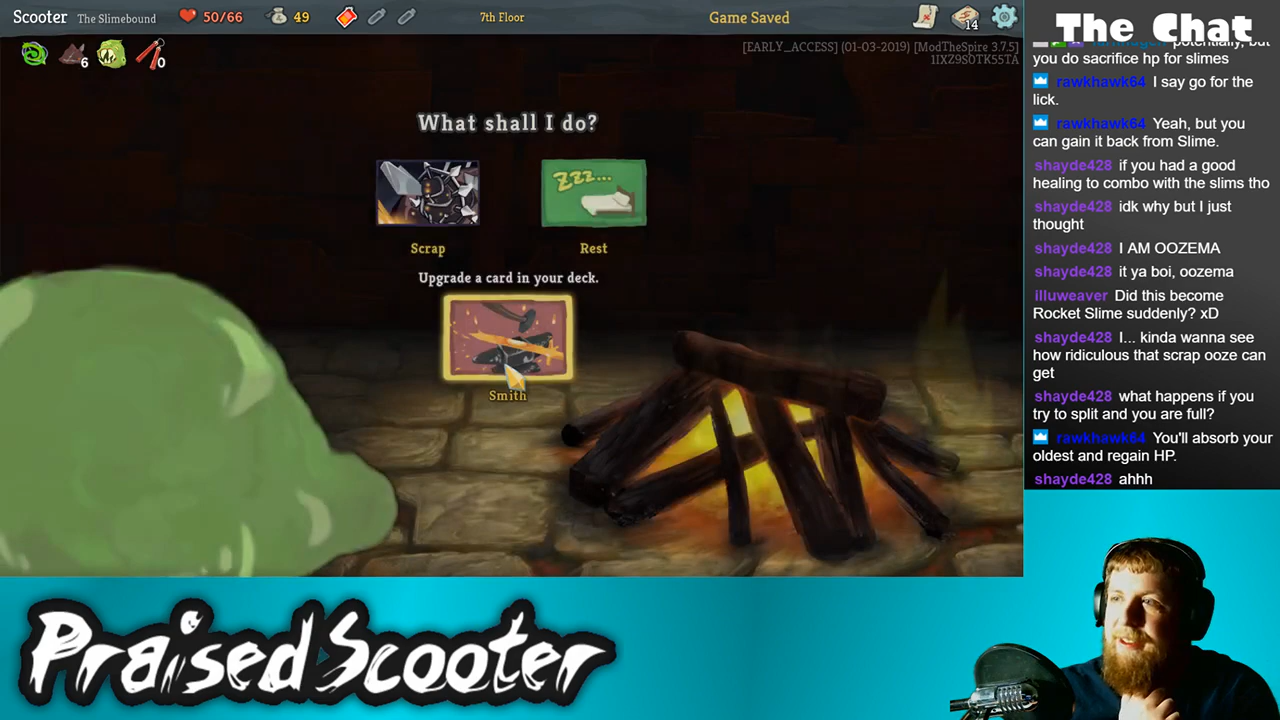 Scooter The Slimebound 50/66 49 7th Floor Game Saved 14
[EARLY_ACCESS] (01-03-2019) [ModTheSpire 3.7.5]
6 0
What shall I do?
Scrap
ZZZ...
Rest
Upgrade a card in your deck.
Smith
The Chat
potentially, but
you do sacrifice hp for slimes
rawkhawk64 I say go for the
lick.
rawkhawk64 Yeah, but you
can gain it back from Slime.
shayde428 if you had a good
healing to combo with the slims tho
shayde428 idk why but I just
thought
shayde428 I AM OOZEMA
shayde428 it ya boi, oozema
illuweaver Did this become
Rocket Slime suddenly? xD
shayde428 I... kinda wanna see
how ridiculous that scrap ooze can
get
shayde428 what happens if you
try to split and you are full?
rawkhawk64 You'll absorb your
oldest and regain HP.
shayde428 ahhh
PraisedScooter